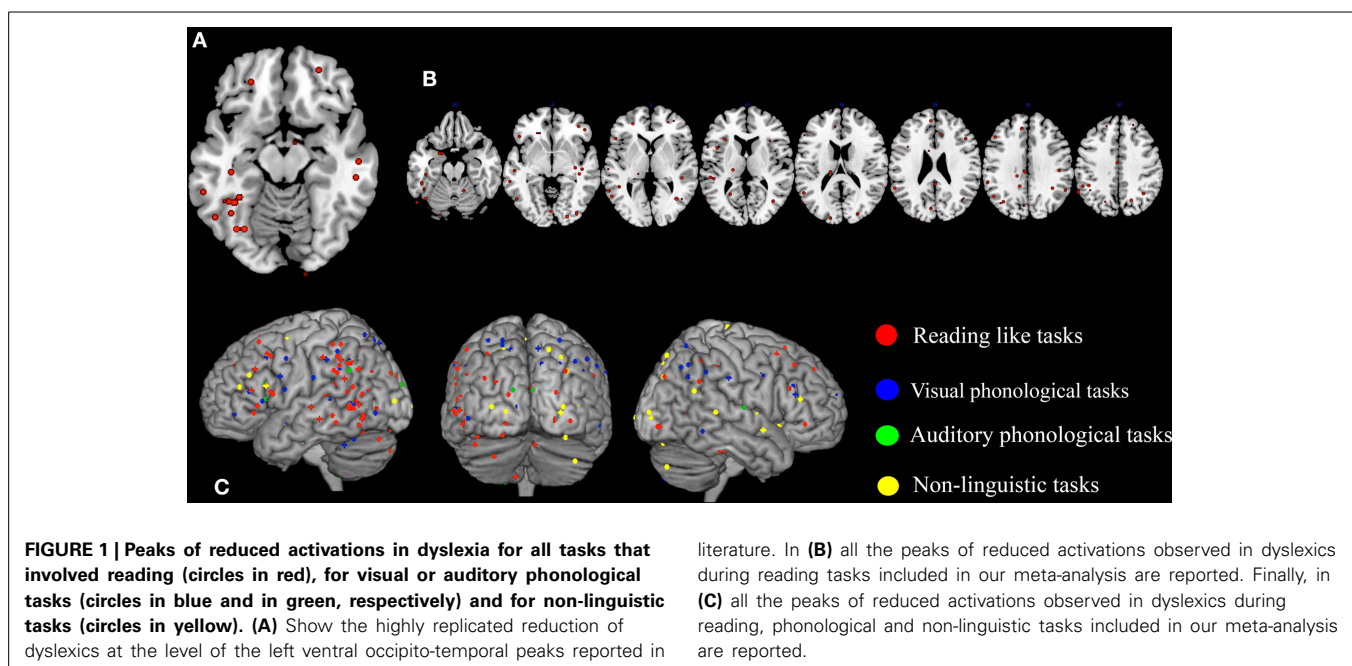 A
B
Reading like tasks
Visual phonological tasks
Auditory phonological tasks
Non-linguistic tasks
C
FIGURE 1 | Peaks of reduced activations in dyslexia for all tasks that
involved reading (circles in red), for visual or auditory phonological
tasks (circles in blue and in green, respectively) and for non-linguistic
tasks (circles in yellow). (A) Show the highly replicated reduction of
dyslexics at the level of the left ventral occipito-temporal peaks reported in
literature. In (B) all the peaks of reduced activations observed in dyslexics
during reading tasks included in our meta-analysis are reported. Finally, in
(C) all the peaks of reduced activations observed in dyslexics during
reading, phonological and non-linguistic tasks included in our meta-analysis
are reported.